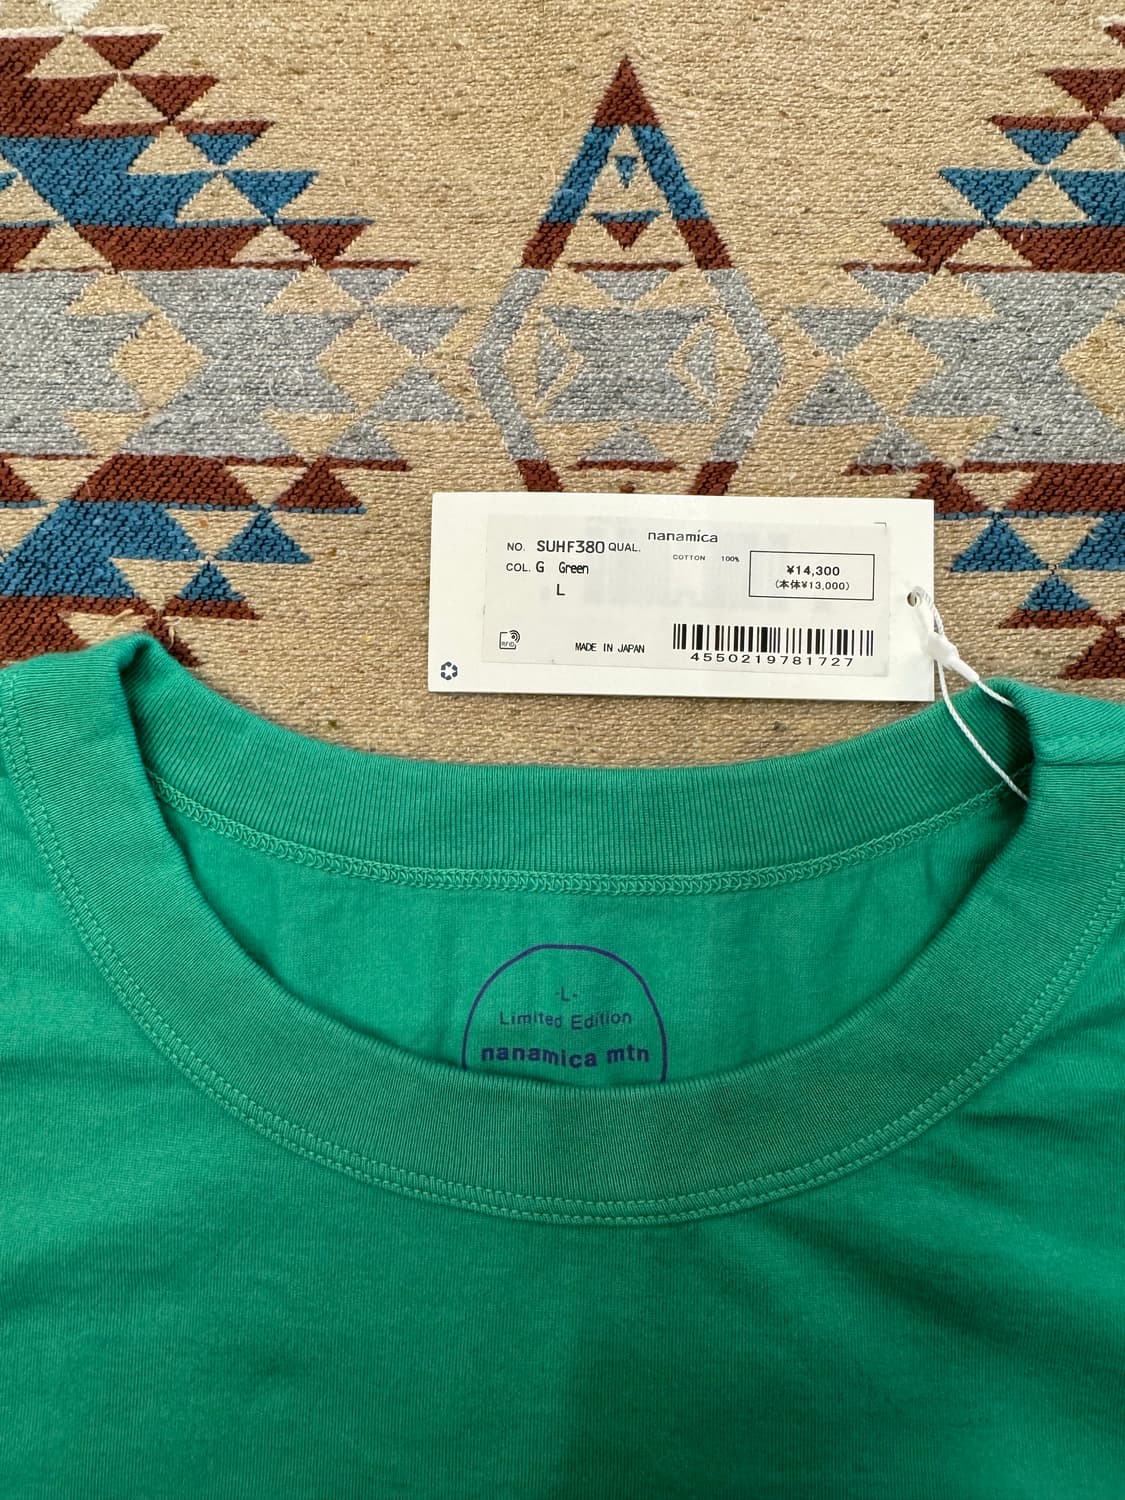 nanamica
NO. SUHF380 QUAL.
COTTON 100%
COL. G Green
L
¥14,300
(本体¥13,000)
RFID
MADE IN JAPAN
4550219781727
-L-
Limited Edition
nanamica mtn